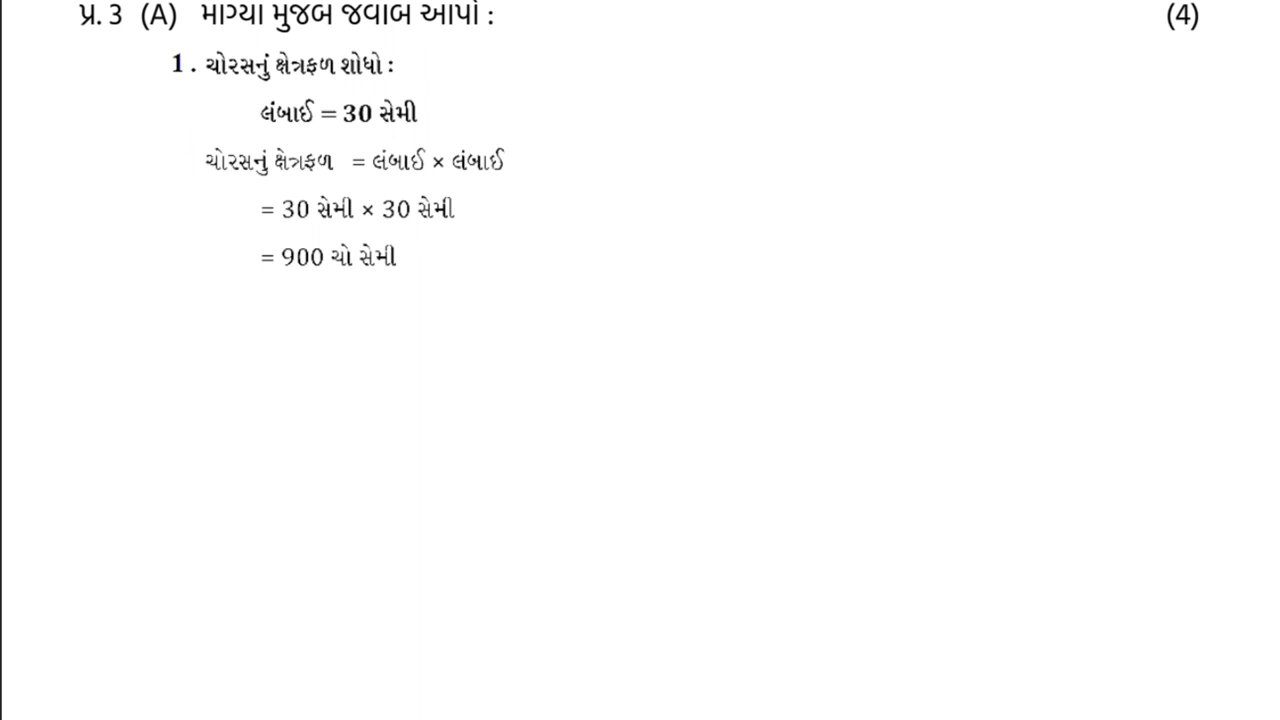 પ્ર. 3 (A) માગ્યા મુજબ જવાબ આપો : (4)
1 . ચોરસનું ક્ષેત્રફળ શોધો :
લંબાઈ = 30 સેમી
ચોરસનું ક્ષેત્રફળ = લંબાઈ × લંબાઈ
= 30 સેમી × 30 સેમી
= 900 ચો સેમી